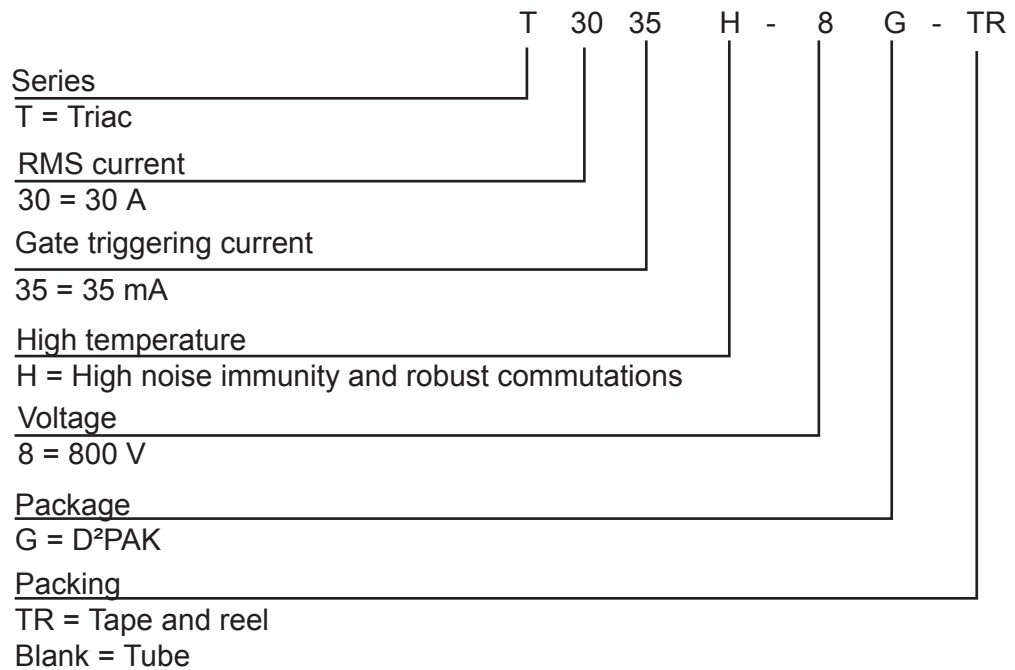 T 30 35 H - 8 G - TR
Series
T = Triac
RMS current
30 = 30 A
Gate triggering current
35 = 35 mA
High temperature
H = High noise immunity and robust commutations
Voltage
8 = 800 V
Package
G = D²PAK
Packing
TR = Tape and reel
Blank = Tube